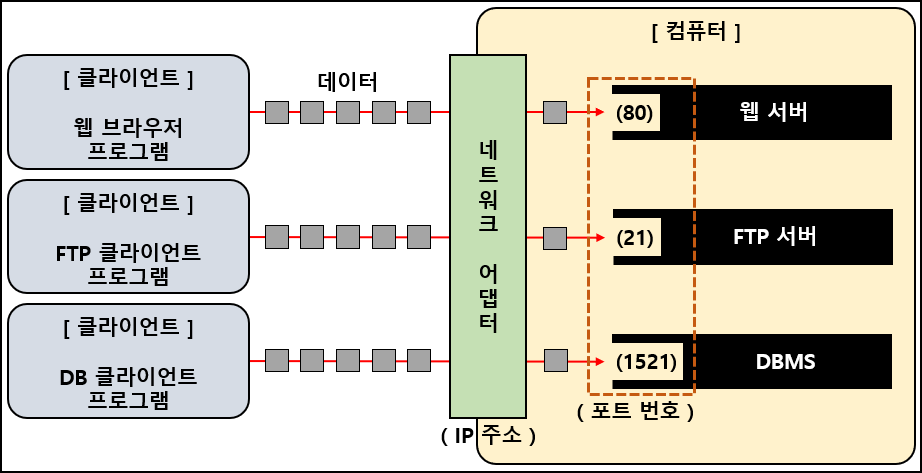 [ 컴퓨터 ]
[ 클라이언트 ]
웹 브라우저
프로그램
데이터
(80)
웹 서버
[ 클라이언트 ]
FTP 클라이언트
프로그램
네트워크 어댑터
(21)
FTP 서버
[ 클라이언트 ]
DB 클라이언트
프로그램
(1521)
DBMS
( IP 주소 )
( 포트 번호 )